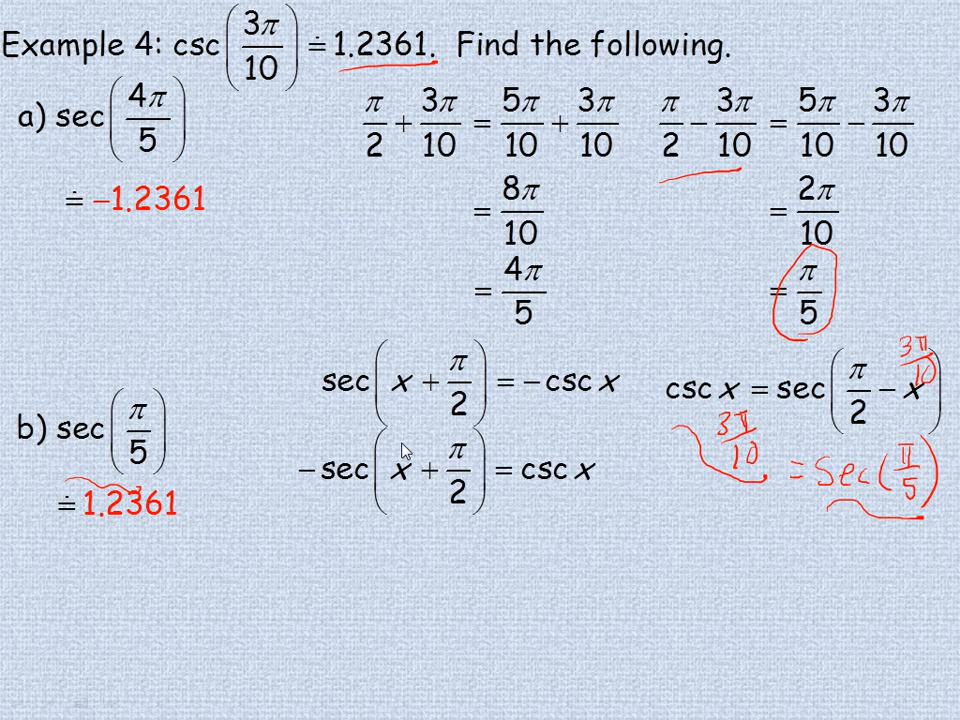 Example 4: csc(3π/10) ≐ 1.2361. Find the following.
a) sec(4π/5)
≐ −1.2361
π/2 + 3π/10 = 5π/10 + 3π/10
= 8π/10
= 4π/5
π/2 − 3π/10 = 5π/10 − 3π/10
= 2π/10
= π/5
b) sec(π/5)
≐ 1.2361
sec(x + π/2) = − csc x
− sec(x + π/2) = csc x
csc x = sec(π/2 − x)
3π/10
3π/10
= sec(π/5)